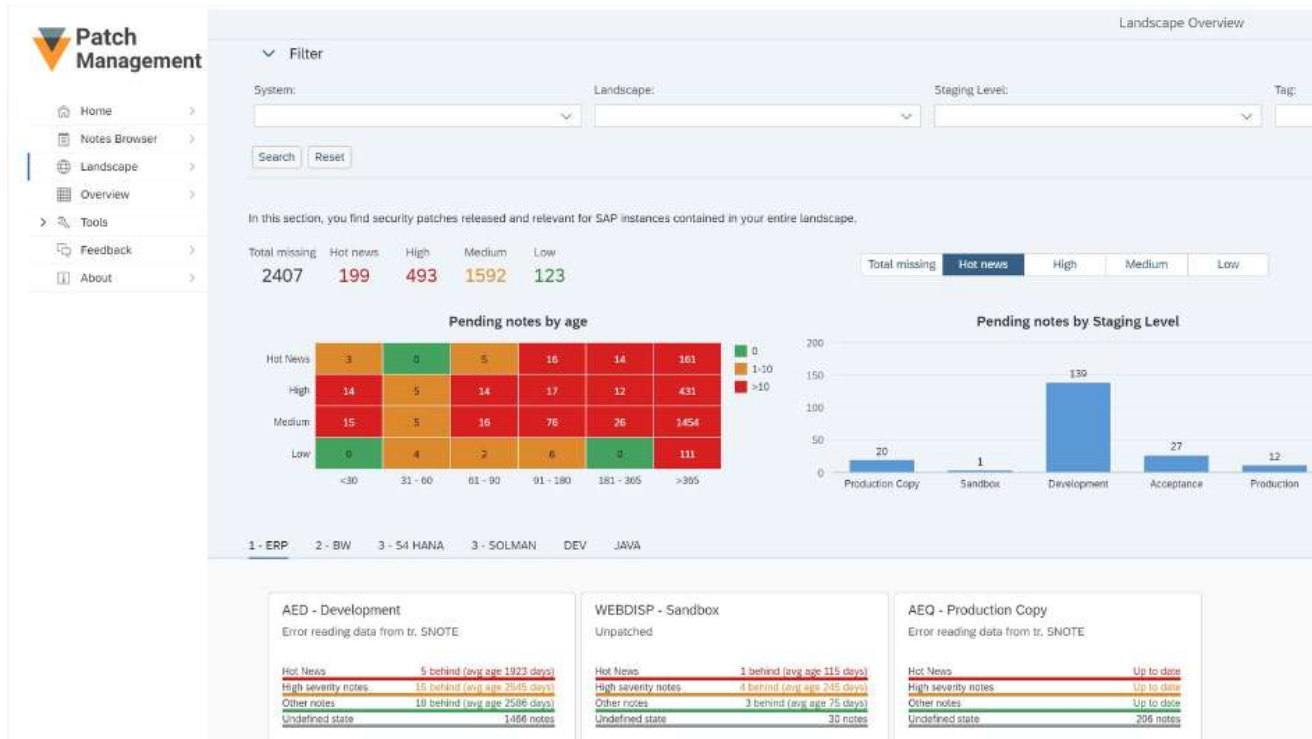 Patch
Management
Home
Notes Browser
Landscape
Overview
Tools
Feedback
About
Landscape Overview
Filter
System:
Landscape:
Staging Level:
Tag:
Search
Reset
In this section, you find security patches released and relevant for SAP instances contained in your entire landscape.
Total missing Hot news High Medium Low
2407 199 493 1592 123
Total missing Hot news High Medium Low
Pending notes by age
Hot News 3 0 5 16 14 161
High 14 5 14 17 12 431
Medium 15 5 16 76 26 1454
Low 0 4 2 6 0 111
<30 31 - 60 61 - 90 91 - 180 181 - 365 >365
0
1-10
>10
Pending notes by Staging Level
200
150
100
50
0
20
1
139
27
12
Production Copy Sandbox Development Acceptance Production
1 - ERP 2 - BW 3 - S4 HANA 3 - SOLMAN DEV JAVA
AED - Development
Error reading data from tr. SNOTE
Hot News 5 behind (avg age 1923 days)
High severity notes 15 behind (avg age 2545 days)
Other notes 18 behind (avg age 2586 days)
Undefined state 1466 notes
WEBDISP - Sandbox
Unpatched
Hot News 1 behind (avg age 115 days)
High severity notes 4 behind (avg age 245 days)
Other notes 3 behind (avg age 75 days)
Undefined state 30 notes
AEQ - Production Copy
Error reading data from tr. SNOTE
Hot News Up to date
High severity notes Up to date
Other notes Up to date
Undefined state 206 notes